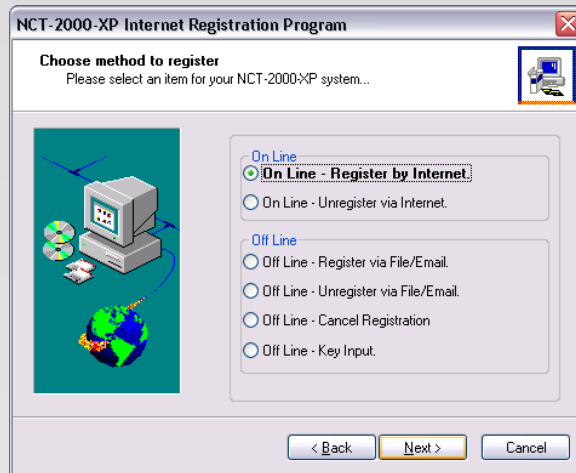 NCT-2000-XP Internet Registration Program
Choose method to register
Please select an item for your NCT-2000-XP system...
On Line
On Line - Register by Internet.
On Line - Unregister via Internet.
Off Line
Off Line - Register via File/Email.
Off Line - Unregister via File/Email.
Off Line - Cancel Registration
Off Line - Key Input.
< Back Next > Cancel